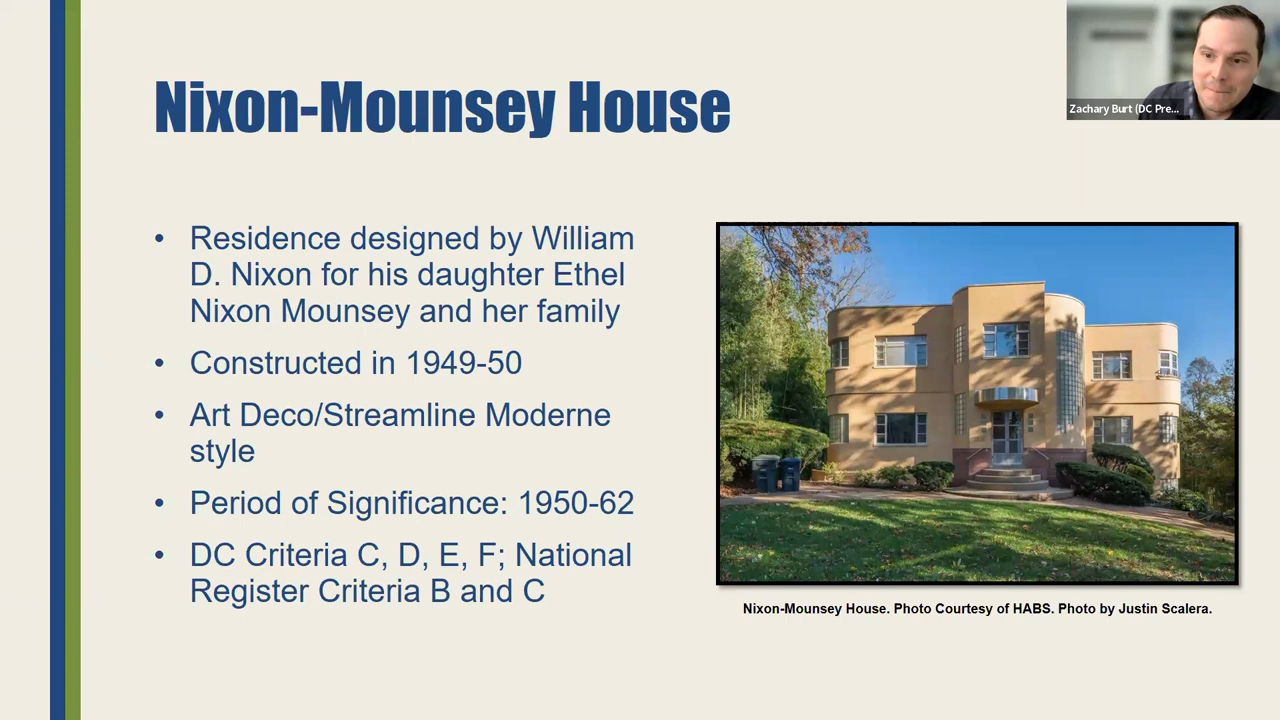 Nixon-Mounsey House
Zachary Burt (DC Pre...
• Residence designed by William
D. Nixon for his daughter Ethel
Nixon Mounsey and her family
• Constructed in 1949-50
• Art Deco/Streamline Moderne
style
• Period of Significance: 1950-62
• DC Criteria C, D, E, F; National
Register Criteria B and C
Nixon-Mounsey House. Photo Courtesy of HABS. Photo by Justin Scalera.